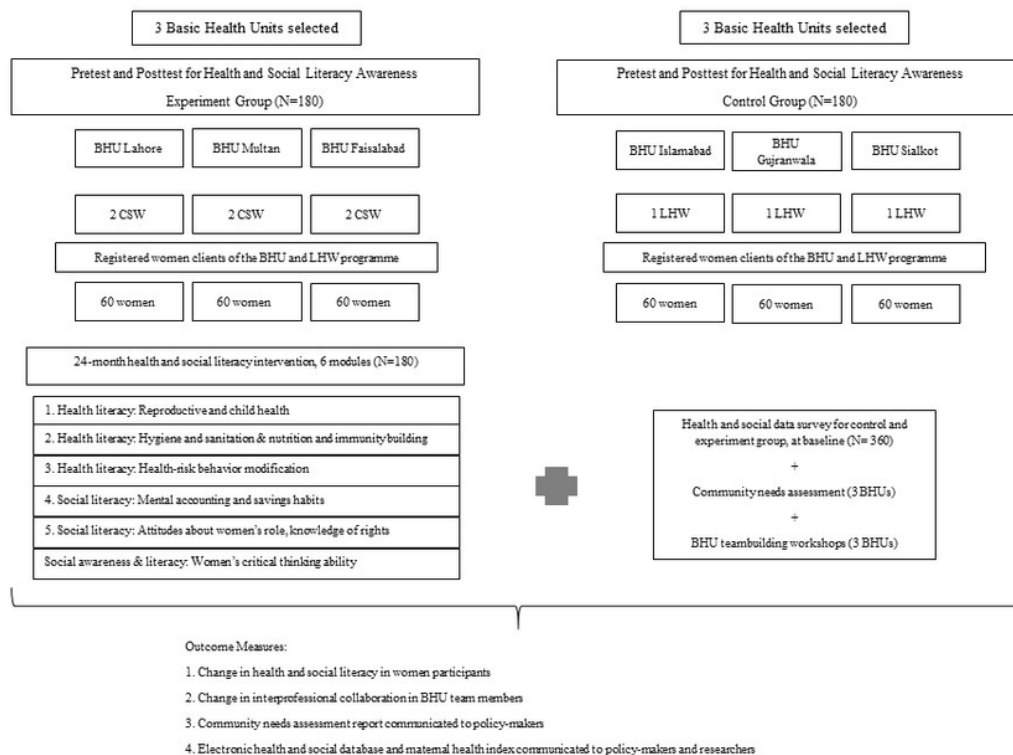 3 Basic Health Units selected
Pretest and Posttest for Health and Social Literacy Awareness
Experiment Group (N=180)
BHU Lahore
BHU Multan
BHU Faisalabad
2 CSW
2 CSW
2 CSW
Registered women clients of the BHU and LHW programme
60 women
60 women
60 women
24-month health and social literacy intervention, 6 modules (N=180)
1. Health literacy: Reproductive and child health
2. Health literacy: Hygiene and sanitation & nutrition and immunity building
3. Health literacy: Health-risk behavior modification
4. Social literacy: Mental accounting and savings habits
5. Social literacy: Attitudes about women's role, knowledge of rights
Social awareness & literacy: Women's critical thinking ability
3 Basic Health Units selected
Pretest and Posttest for Health and Social Literacy Awareness
Control Group (N=180)
BHU Islamabad
BHU
Gujranwala
BHU Sialkot
1 LHW
1 LHW
1 LHW
Registered women clients of the BHU and LHW programme
60 women
60 women
60 women
Health and social data survey for control and
experiment group, at baseline (N= 360)
+
Community needs assessment (3 BHUs)
+
BHU teambuilding workshops (3 BHUs)
Outcome Measures:
1. Change in health and social literacy in women participants
2. Change in interprofessional collaboration in BHU team members
3. Community needs assessment report communicated to policy-makers
4. Electronic health and social database and maternal health index communicated to policy-makers and researchers